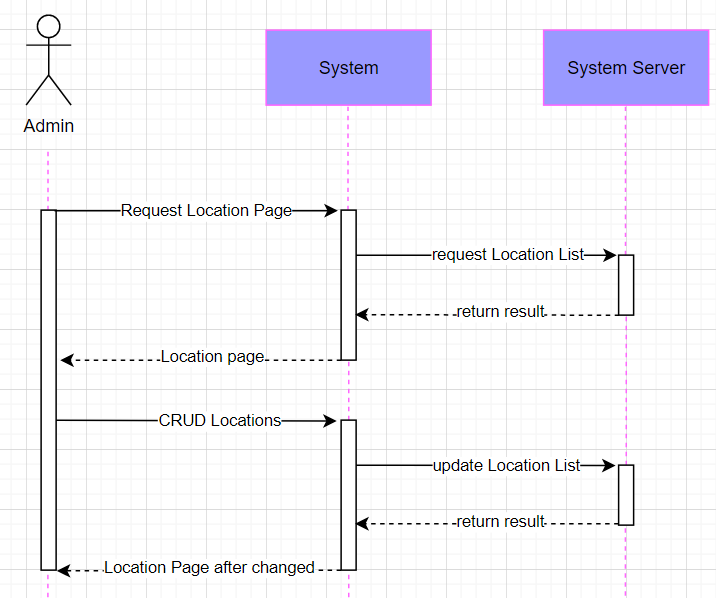 System
System Server
Admin
Request Location Page
request Location List
return result
Location page
CRUD Locations
update Location List
return result
Location Page after changed